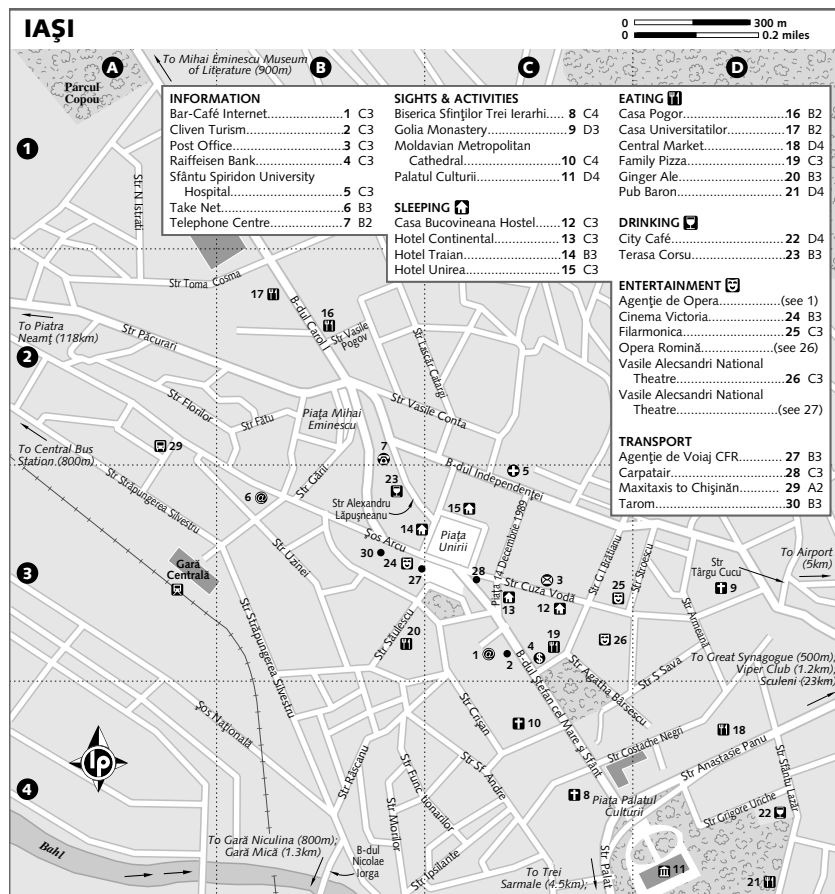 IAŞI
0 300 m
0 0.2 miles
A
B
C
D
1
2
3
4
To Mihai Eminescu Museum
of Literature (900m)
Parcul
Copou
INFORMATION
Bar-Café Internet 1 C3
Cliven Turism 2 C3
Post Office 3 C3
Raiffeisen Bank 4 C3
Sfântu Spiridon University
Hospital 5 C3
Take Net 6 B3
Telephone Centre 7 B2
SIGHTS & ACTIVITIES
Biserica Sfinţilor Trei Ierarhi 8 C4
Golia Monastery 9 D3
Moldavian Metropolitan
Cathedral 10 C4
Palatul Culturii 11 D4
SLEEPING
Casa Bucovineana Hostel 12 C3
Hotel Continental 13 C3
Hotel Traian 14 B3
Hotel Unirea 15 C3
EATING
Casa Pogor 16 B2
Casa Universitatilor 17 B2
Central Market 18 D4
Family Pizza 19 C3
Ginger Ale 20 B3
Pub Baron 21 D4
DRINKING
City Café 22 D4
Terasa Corsu 23 B3
ENTERTAINMENT
Agenţie de Opera (see 1)
Cinema Victoria 24 B3
Filarmonica 25 C3
Opera Romină (see 26)
Vasile Alecsandri National
Theatre 26 C3
Vasile Alecsandri National
Theatre (see 27)
TRANSPORT
Agenţie de Voiaj CFR 27 B3
Carpatair 28 C3
Maxitaxis to Chişinăn 29 A2
Tarom 30 B3
Str N Istrati
Str Toma Cosma
17
16
B-dul Carol I
Str Vasile
Pogov
Str Lascăr Catargi
To Piatra
Neamţ (118km)
Str Păcurari
Str Florilor
Str Fătu
Piaţa Mihai
Eminescu
Str Vasile Conta
To Central Bus
Station (800m)
29
7
5
B-dul Independenţei
Str Străpungerea Silvestru
Str Gării
6 @
23
Str Alexandru
Lăpuşneanu
15
14
Piaţa
Unirii
Piaţa 14 Decembrie 1989
Şos Arcu
30
24
27
28
Str Uzinei
Gară
Centrală
3
Str Cuza Vodă
Str G I Brătianu
Str Stroescu
25
Str
Târgu Cucu
9
To Airport
(5km)
13
12
Str Armeană
Str Săulescu
20
1 @
2
4 $
19
26
Str Străpungerea Silvestru
Str Agatha Bârsescu
Str S Sava
To Great Synagogue (500m),
Viper Club (1.2km),
Sculeni (23km)
B-dul Ştefan cel Mare şi Sfânt
Şos Naţională
Str Crişan
10
18
Str Costache Negri
Str Anastasie Panu
lp
Str Râscanu
Str Func tionarilor
Str Sf. Andre
8
Piaţa Palatul
Culturii
Str Grigore Uriche
22
Str Sfântu Lazăr
Str Morilor
Bahl
To Gară Niculina (800m);
Gară Mică (1.3km)
B-dul
Nicolae
Iorga
Str Ipsilante
To Trei
Sarmale (4.5km);
Str Palat
11
21